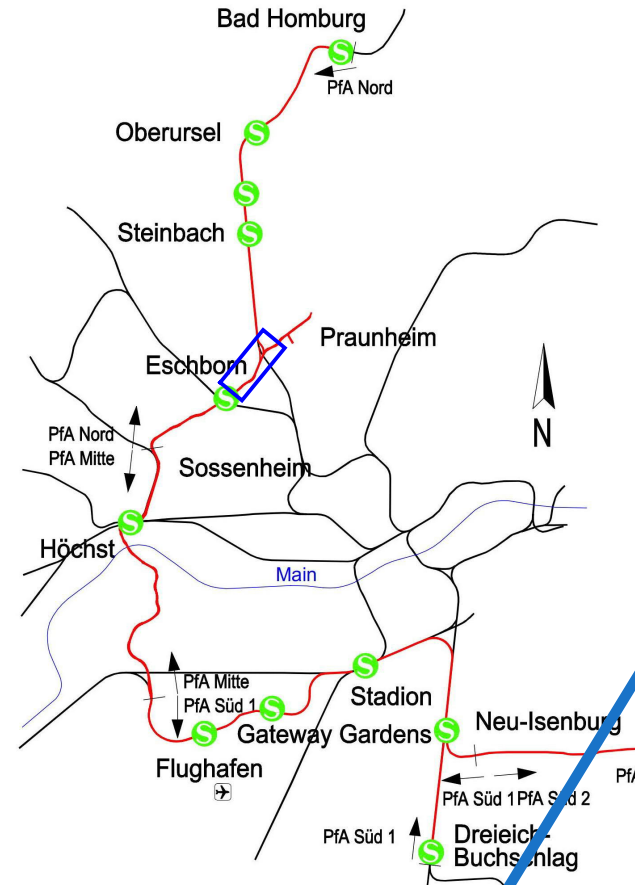 Bad Homburg
S
PfA Nord
Oberursel
S
S
Steinbach
S
Praunheim
Eschborn
S
PfA Nord
PfA Mitte
Sossenheim
N
S
Höchst
Main
PfA Mitte
PfA Süd 1
S
Stadion
S
S
Gateway Gardens
S
Neu-Isenburg
Flughafen
PfA
PfA Süd 1
PfA Süd 2
PfA Süd 1
S
Dreieich-
Buchschlag